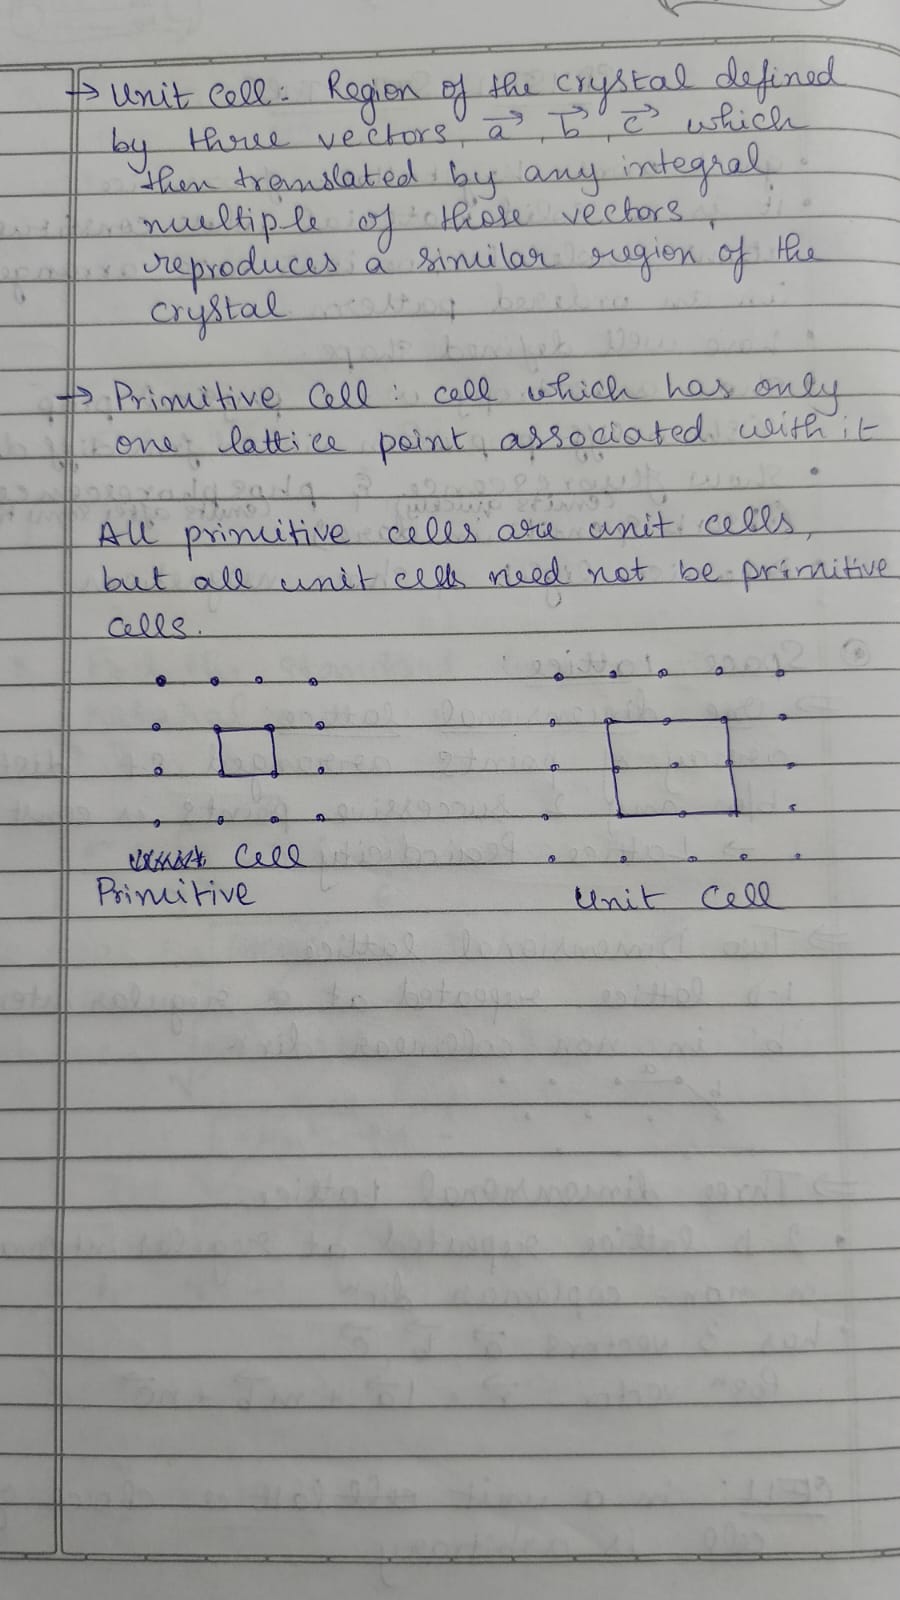 → Unit Cell: Region of the crystal defined
by three vectors, a⃗, b⃗, c⃗ which
then translated by any integral
multiple of those vectors,
reproduces a similar region of the
crystal
→ Primitive Cell: cell which has only
one lattice point associated with it
All primitive cells are unit cells,
but all unit cells need not be primitive
cells.
Cell
Primitive
Unit Cell